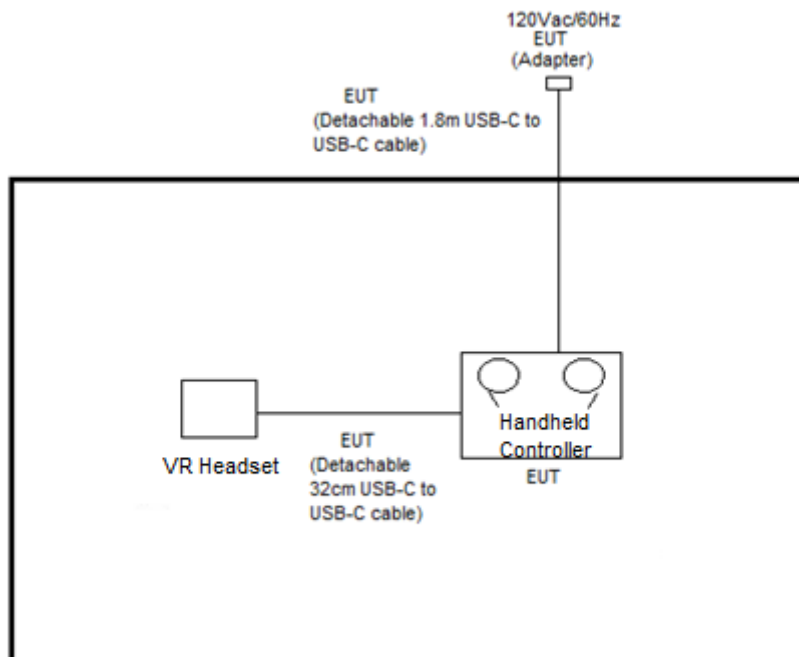 120Vac/60Hz
EUT
(Adapter)
EUT
(Detachable 1.8m USB-C to
USB-C cable)
Handheld
Controller
EUT
VR Headset
EUT
(Detachable
32cm USB-C to
USB-C cable)